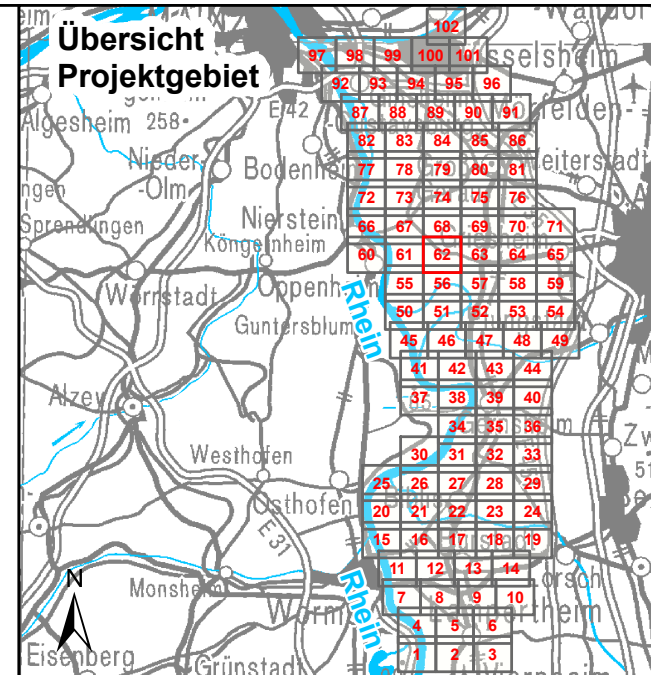 Übersicht
Projektgebiet
102
97 98 99 100 101
sselsheim
92 93 94 95 96
E 42
87 88 89 90 91
Algesheim 258
82 83 84 85 86
Nieder-
-Olm
Bodenheim
77 78 79 80 81
eiterstadt
72 73 74 75 76
Sprendlingen
Nierstein
66 67 68 69 70 71
Köngernheim
60 61 62 63 64 65
Wörrstadt
Oppenheim
55 56 57 58 59
Rhein
50 51 52 53 54
Guntersblum
45 46 47 48 49
41 42 43 44
Alzey
37 38 39 40
34 35 36
Westhofen
30 31 32 33
25 26 27 28 29
Osthofen
20 21 22 23 24
E 31
15 16 17 18 19
11 12 13 14
orsch
N
Monsheim
Rhein
7 8 9 10
Worms
4 5 6
Eisenberg
Grünstadt
1 2 3